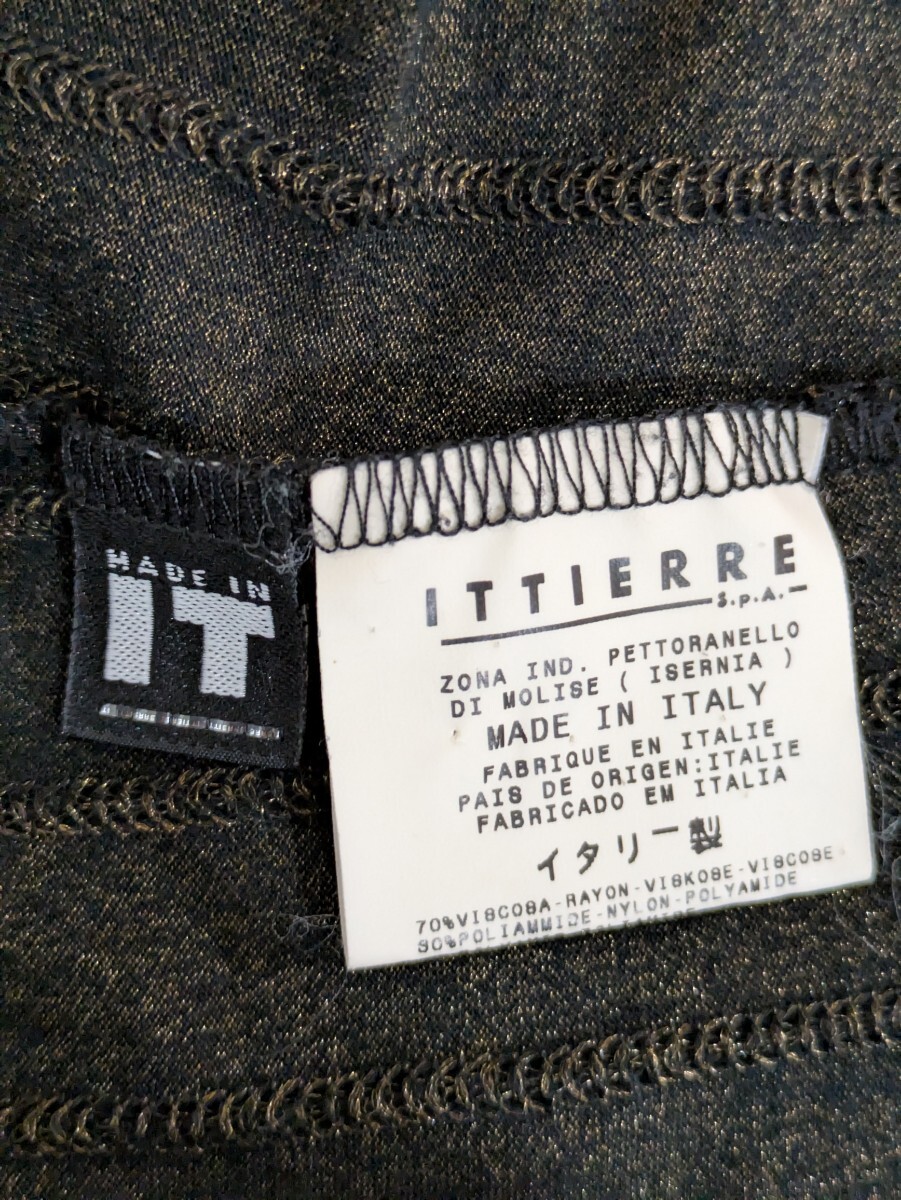 MADE IN
IT
ITTIERRE
S.p.A.
ZONA IND. PETTORANELLO
DI MOLISE ( ISERNIA )
MADE IN ITALY
FABRIQUE EN ITALIE
PAIS DE ORIGEN:ITALIE
FABRICADO EM ITALIA
イタリー製
70%VISCOSA-RAYON-VISKOSE-VISCOSE
30%POLIAMMIDE-NYLON-POLYAMIDE